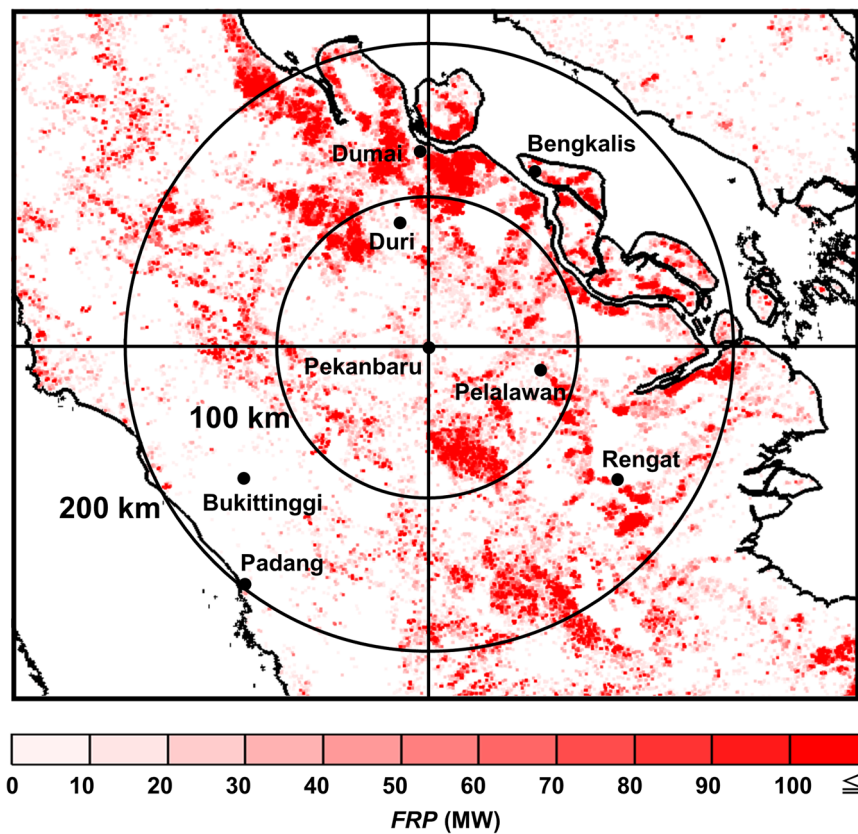 Bengkalis
Dumai
Duri
Pekanbaru
Pelalawan
100 km
Rengat
Bukittinggi
200 km
Padang
0 10 20 30 40 50 60 70 80 90 100 ≦
FRP (MW)